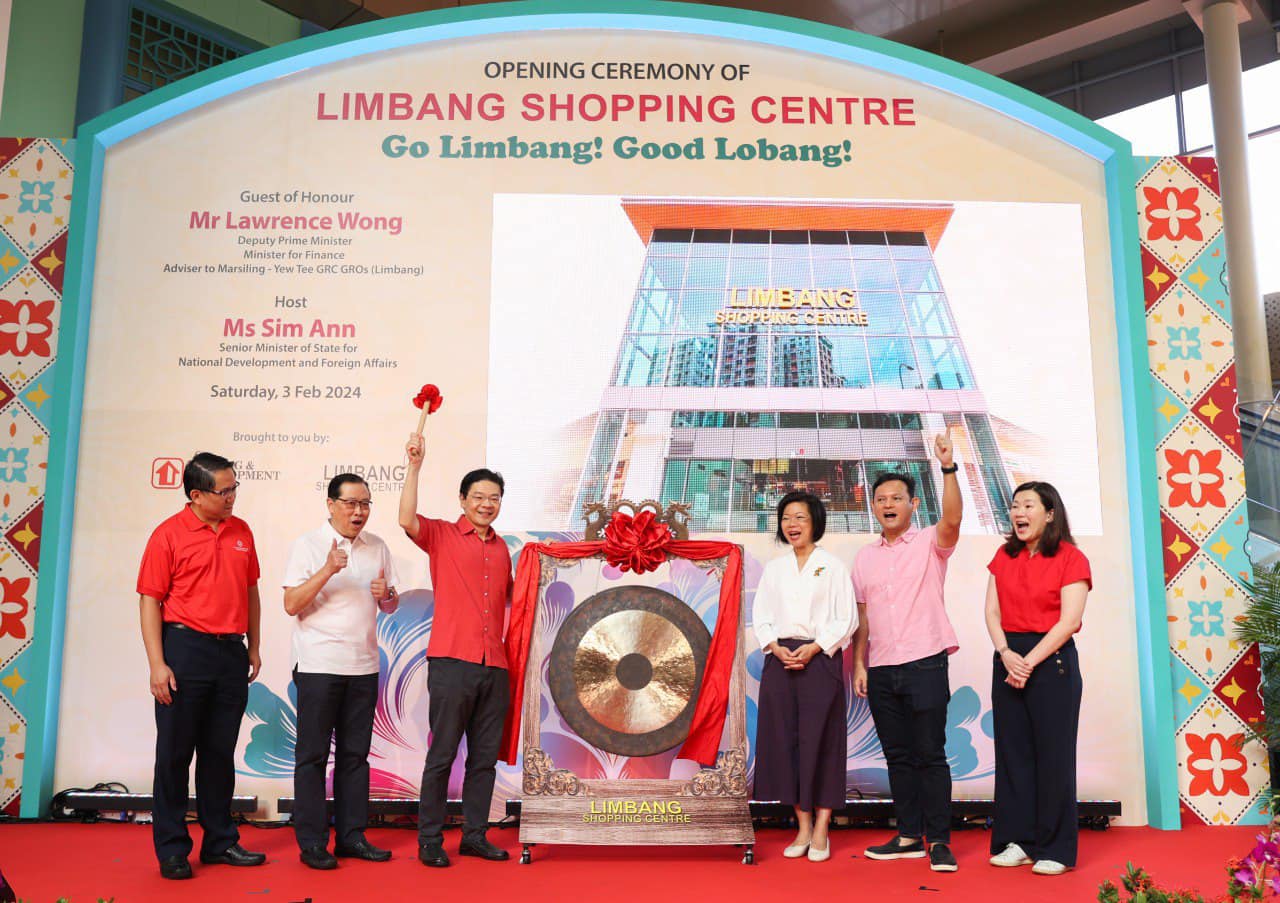 OPENING CEREMONY OF
LIMBANG SHOPPING CENTRE
Go Limbang! Good Lobang!
Guest of Honour
Mr Lawrence Wong
Deputy Prime Minister
Minister for Finance
Adviser to Marsiling - Yew Tee GRC GROs (Limbang)
Host
Ms Sim Ann
Senior Minister of State for
National Development and Foreign Affairs
Saturday, 3 Feb 2024
Brought to you by:
G &
OPMENT
LIMBANG
SHOPPING CENTRE
LIMBANG
SHOPPING CENTRE
LIMBANG
SHOPPING CENTRE